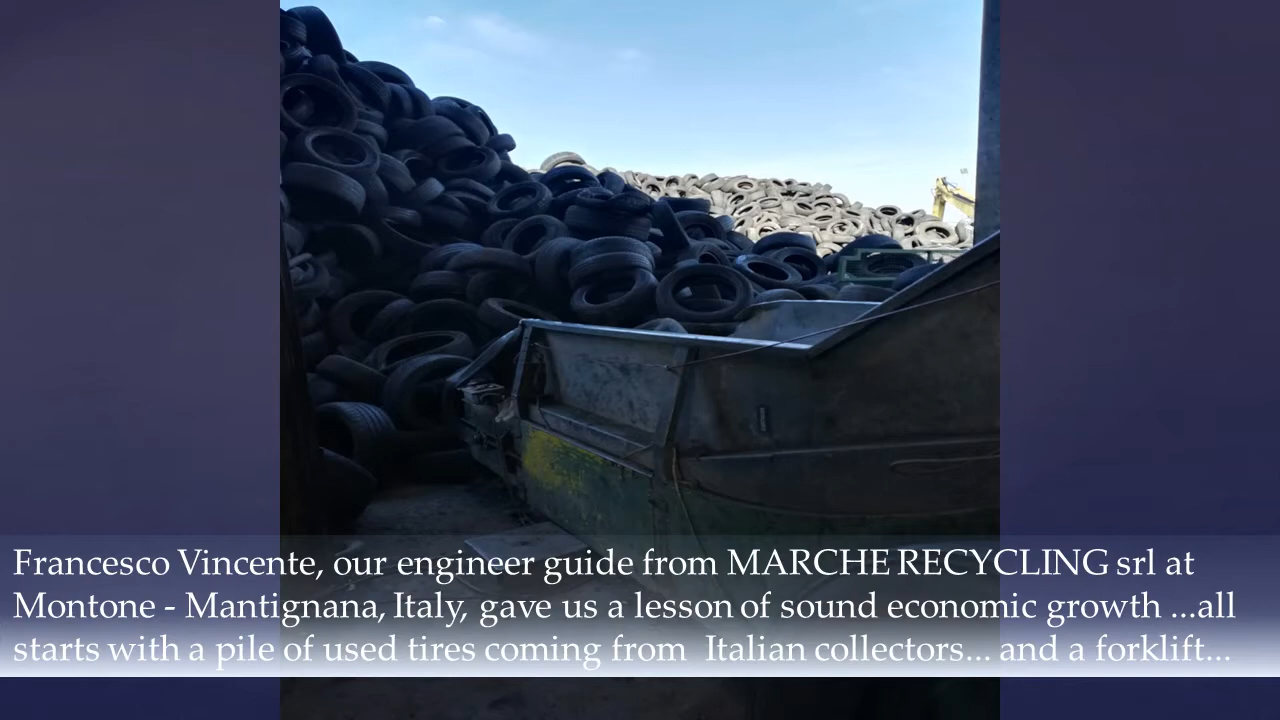 Francesco Vincente, our engineer guide from MARCHE RECYCLING srl at
Montone - Mantignana, Italy, gave us a lesson of sound economic growth ...all
starts with a pile of used tires coming from  Italian collectors... and a forklift...